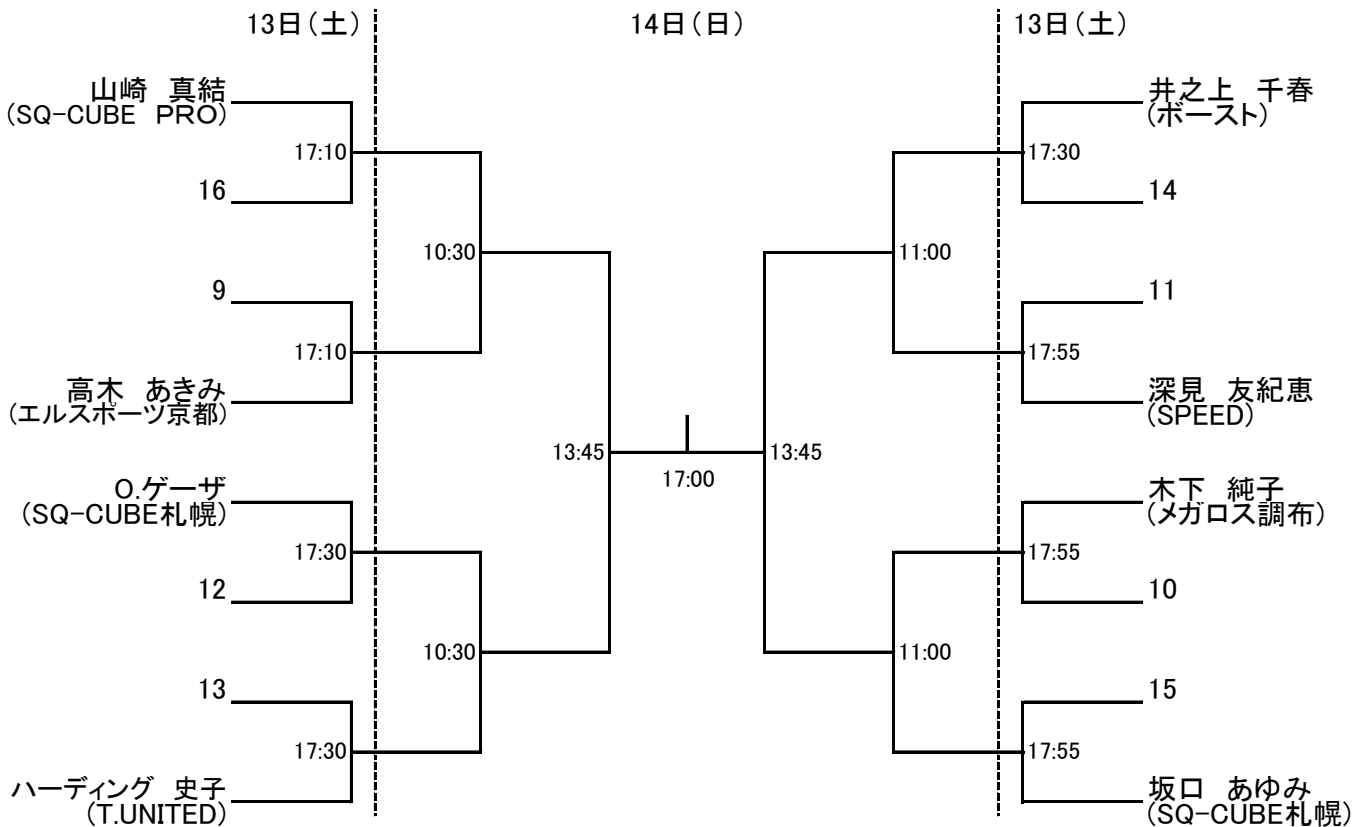 13日（土）
14日（日）
13日（土）
山崎　真結
(SQ-CUBE　PRO)
17:10
16
10:30
9
17:10
高木　あきみ
(エルスポーツ京都)
13:45
O.ゲーザ
(SQ-CUBE札幌)
17:30
12
10:30
13
17:30
ハーディング　史子
(T.UNITED)
17:00
井之上　千春
(ボースト)
17:30
14
11:00
11
17:55
深見　友紀恵
(SPEED)
13:45
木下　純子
(メガロス調布)
17:55
10
11:00
15
17:55
坂口　あゆみ
(SQ-CUBE札幌)